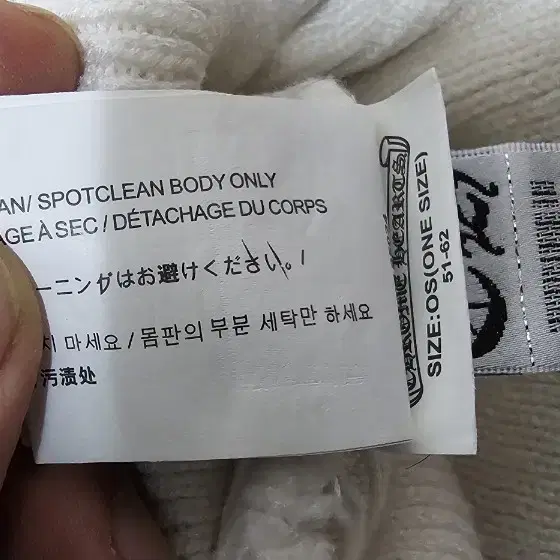 AN/ SPOTCLEAN BODY ONLY
AGE À SEC / DÉTACHAGE DU CORPS
ーニングはお避けください。/
지 마세요 / 몸판의 부분 세탁만 하세요
污渍处
CHROME HEARTS
SIZE:OS(ONE SIZE)
51-62